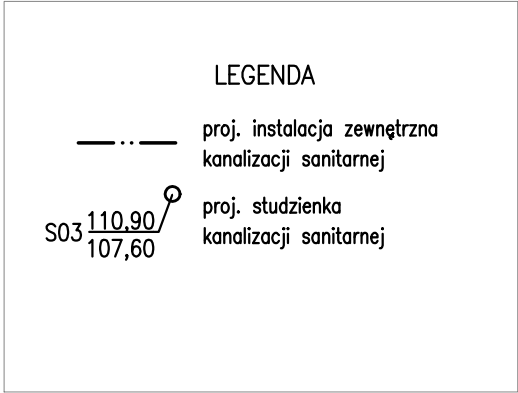 LEGENDA
proj. instalacja zewnętrzna
kanalizacji sanitarnej
S03 110,90
107,60
proj. studzienka
kanalizacji sanitarnej